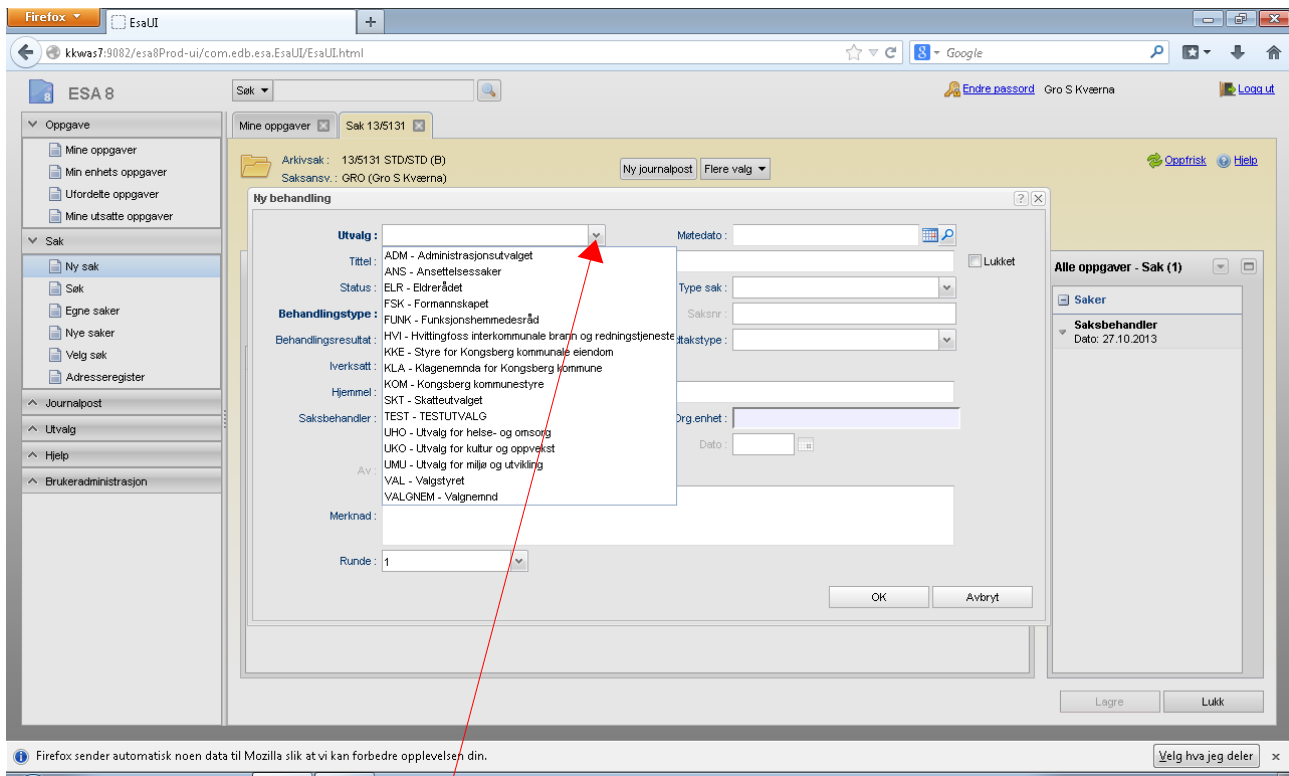 Firefox
EsaUI
kkwas7:9082/esa8Prod-ui/com.edb.esa.EsaUI/EsaUI.html
Google
ESA 8
Søk
Endre passord Gro S Kværna
Logg ut
Oppgave
Mine oppgaver
Min enhets oppgaver
Ufordelte oppgaver
Mine utsatte oppgaver
Sak
Ny sak
Søk
Egne saker
Nye saker
Velg søk
Adresseregister
Journalpost
Utvalg
Hjelp
Brukeradministrasjon
Mine oppgaver
Sak 13/5131
Arkivsak : 13/5131 STD/STD (B)
Saksansv. : GRO (Gro S Kværna)
Ny journalpost
Flere valg
Oppfrisk
Hjelp
Ny behandling
Utvalg :
Møtedato :
Tittel :
Lukket
Status :
Type sak :
Behandlingstype :
Saksnr :
Behandlingsresultat :
dtakstype :
Iverksatt :
Hjemmel :
Saksbehandler :
Org.enhet :
Dato :
Av :
ADM - Administrasjonsutvalget
ANS - Ansettelsessaker
ELR - Eldrerådet
FSK - Formannskapet
FUNK - Funksjonshemmedesråd
HVI - Hvittingfoss interkommunale brann og redningstjeneste
KKE - Styre for Kongsberg kommunale eiendom
KLA - Klagenemnda for Kongsberg kommune
KOM - Kongsberg kommunestyre
SKT - Skatteutvalget
TEST - TESTUTVALG
UHO - Utvalg for helse- og omsorg
UKO - Utvalg for kultur og oppvekst
UMU - Utvalg for miljø og utvikling
VAL - Valgstyret
VALGNEM - Valgnemnd
Merknad :
Runde : 1
OK
Avbryt
Alle oppgaver - Sak (1)
Saker
Saksbehandler
Dato: 27.10.2013
Lagre
Lukk
Firefox sender automatisk noen data til Mozilla slik at vi kan forbedre opplevelsen din.
Velg hva jeg deler